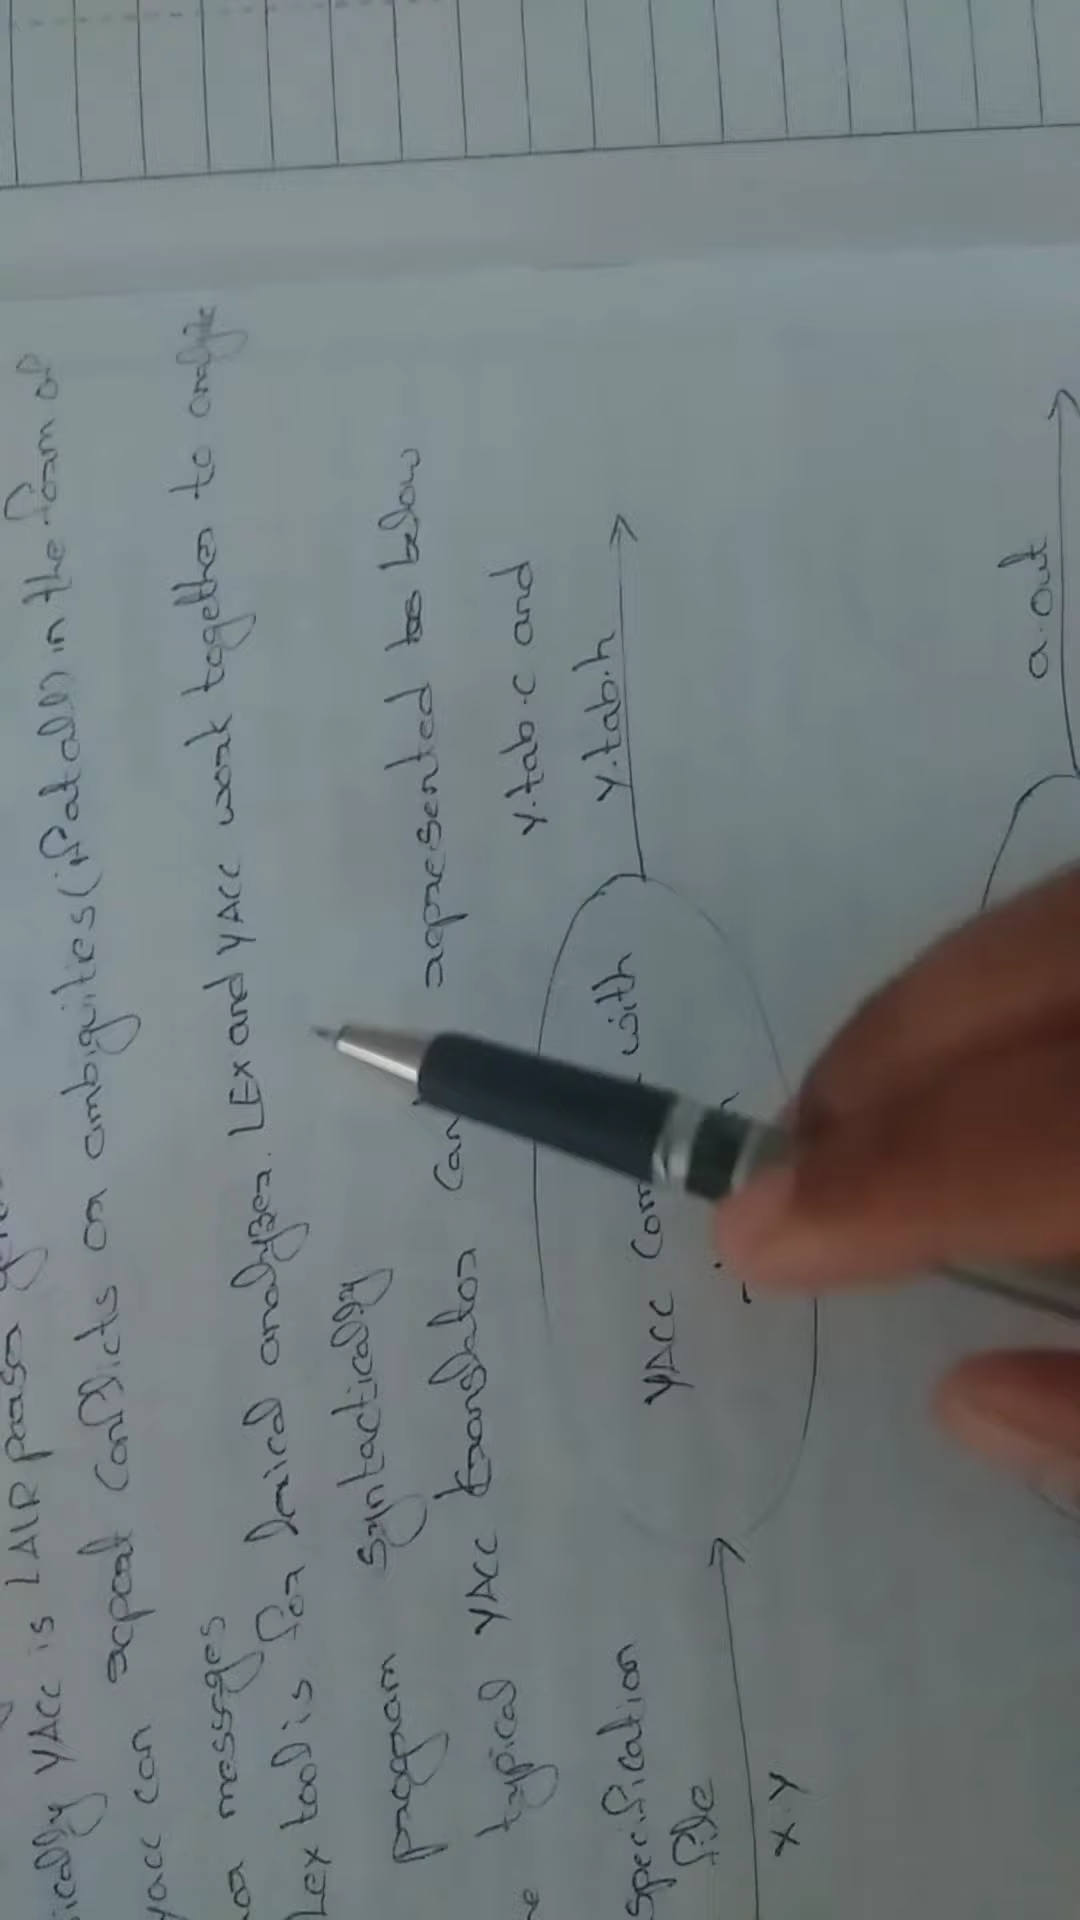 ically YACC is LALR parser
yacc can report conflicts or ambiguities (if at all) in the form of
messages
Lex tool is for lexical analyzer. LEX and YACC work together to analyze
program syntactically
typical YACC translator can represented as below
Y.tab.c and
Y.tab.h
Specification
file
YACC with
x.y
a.out